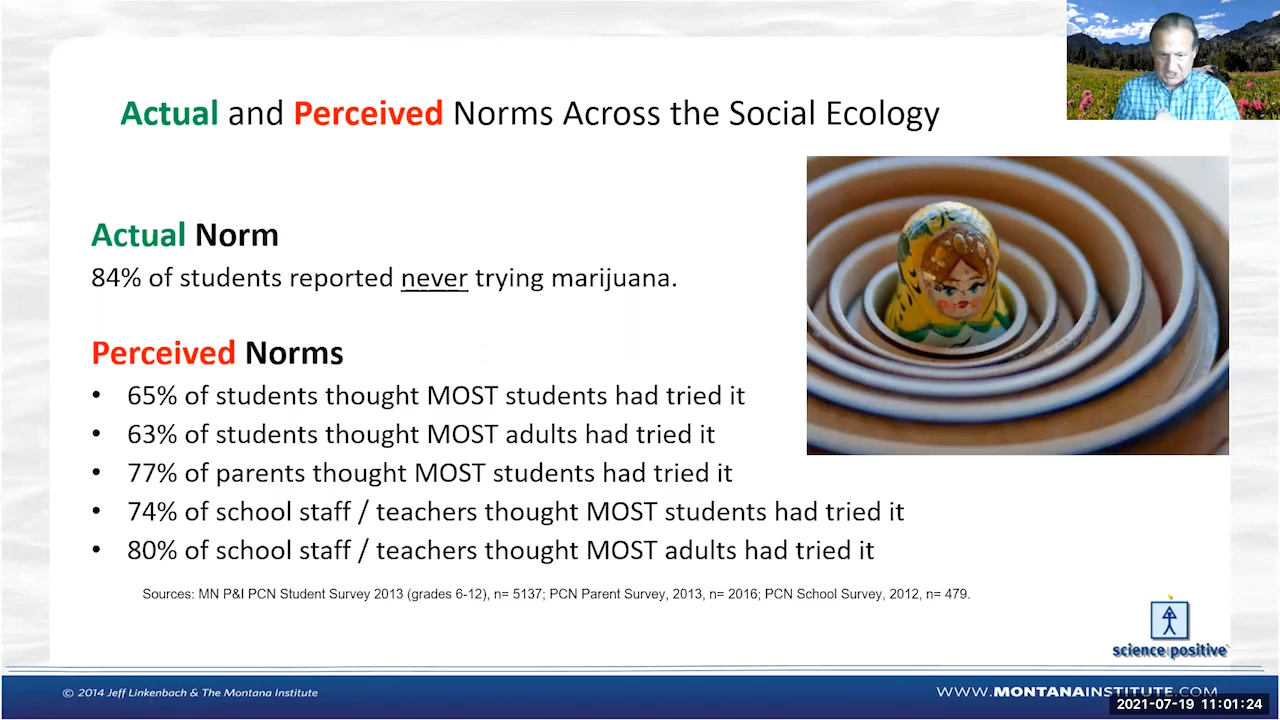 Actual and Perceived Norms Across the Social Ecology
Actual Norm
84% of students reported never trying marijuana.
Perceived Norms
• 65% of students thought MOST students had tried it
• 63% of students thought MOST adults had tried it
• 77% of parents thought MOST students had tried it
• 74% of school staff / teachers thought MOST students had tried it
• 80% of school staff / teachers thought MOST adults had tried it
Sources: MN P&I PCN Student Survey 2013 (grades 6-12), n= 5137; PCN Parent Survey, 2013, n= 2016; PCN School Survey, 2012, n= 479.
science positive
© 2014 Jeff Linkenbach & The Montana Institute
WWW.MONTANAINSTITUTE.COM
2021-07-19 11:01:24